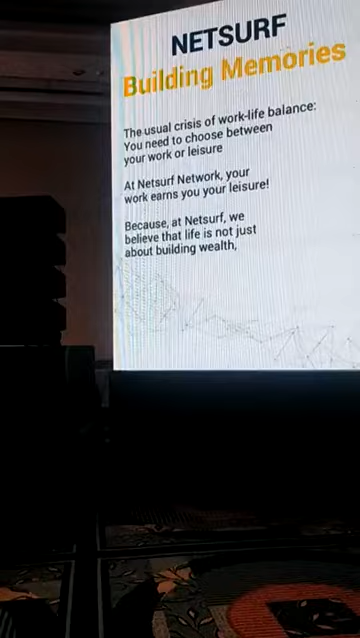 NETSURF
Building Memories
The usual crisis of work-life balance:
You need to choose between
your work or leisure
At Netsurf Network, your
work earns you your leisure!
Because, at Netsurf, we
believe that life is not just
about building wealth,